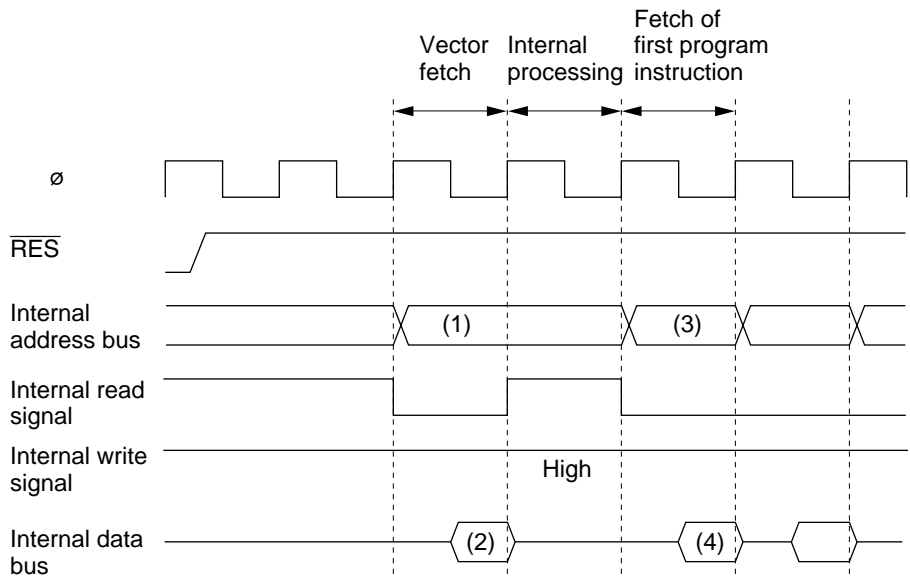 Vector
fetch
Internal
processing
Fetch of
first program
instruction
ø
RES
Internal
address bus
(1)
(3)
Internal read
signal
Internal write
signal
High
Internal data
bus
(2)
(4)